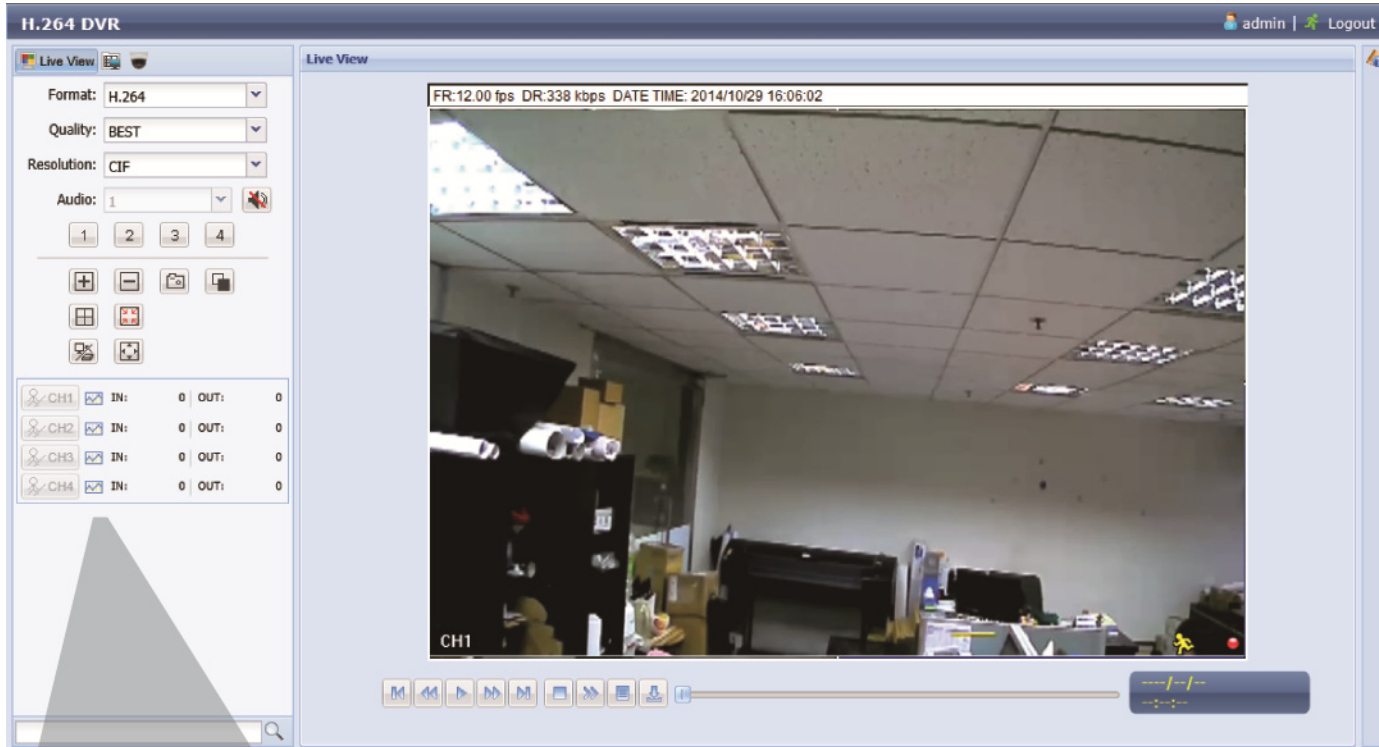 H.264 DVR
admin | Logout
Live View
Live View
Format: H.264
Quality: BEST
Resolution: CIF
Audio: 1
1 2 3 4
CH1 IN: 0 OUT: 0
CH2 IN: 0 OUT: 0
CH3 IN: 0 OUT: 0
CH4 IN: 0 OUT: 0
FR:12.00 fps DR:338 kbps DATE TIME: 2014/10/29 16:06:02
CH1
----/--/--
--:--:--